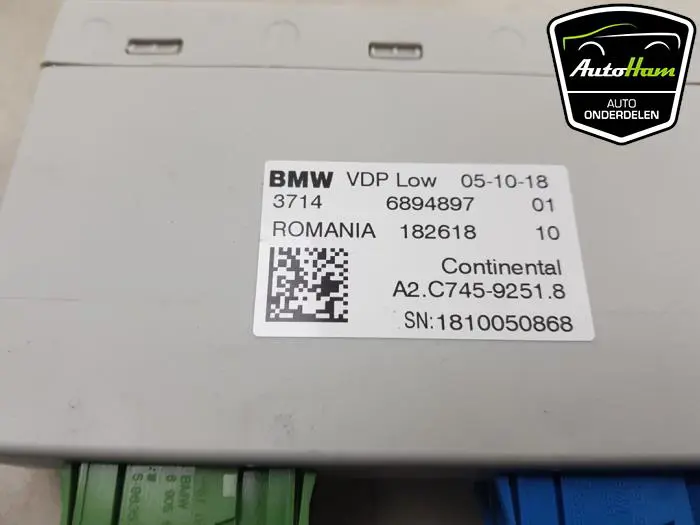 AutoHam
AUTO
ONDERDELEN
BMW VDP Low 05-10-18
3714 6894897 01
ROMANIA 182618 10
Continental
A2.C745-9251.8
SN:1810050868
BMW